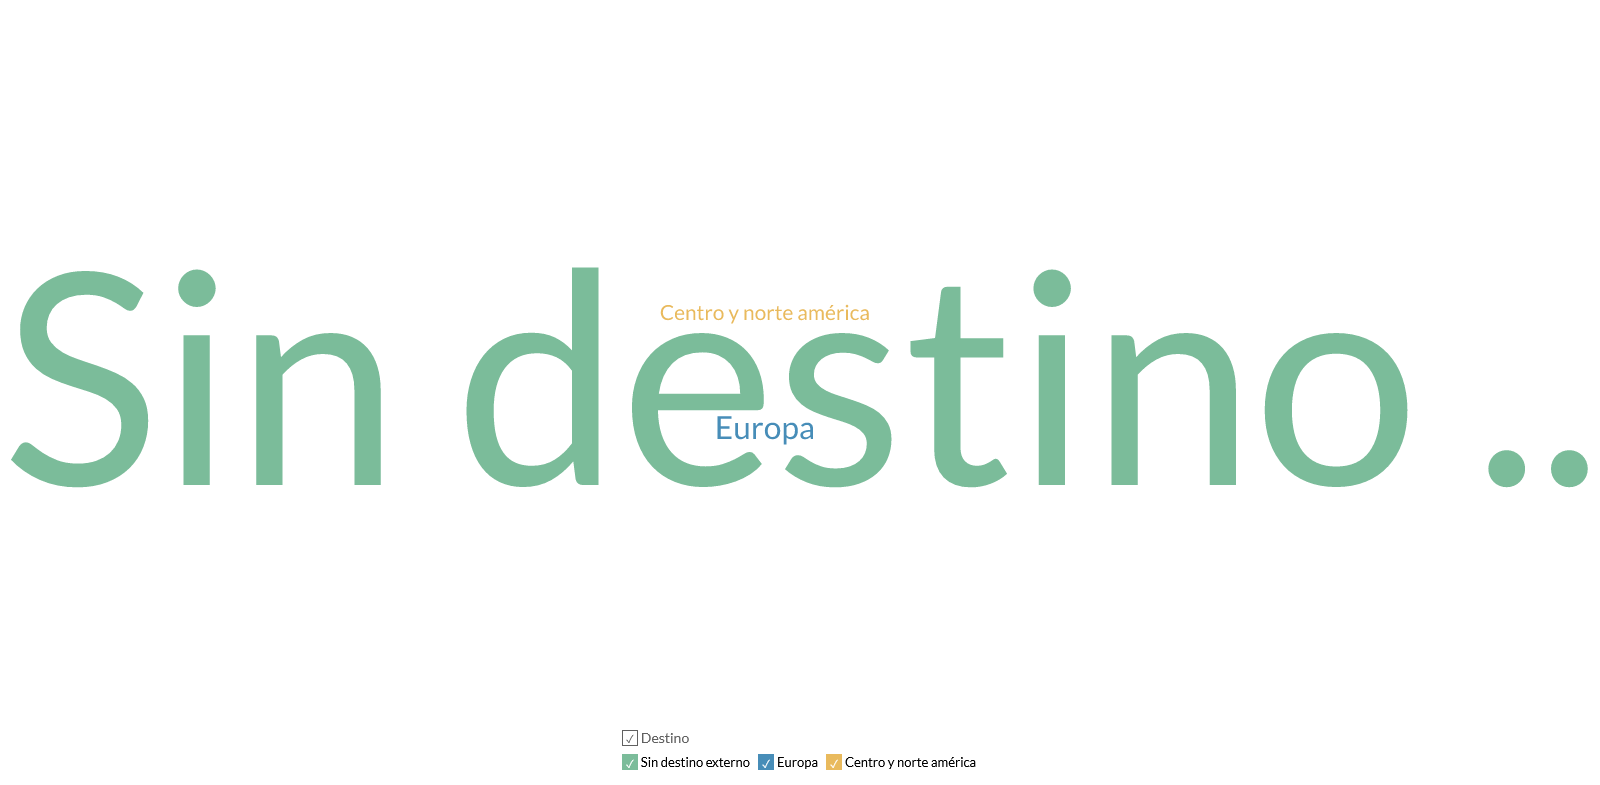 Centro y norte américa
Sin destino ..
Europa
Destino
Sin destino externo Europa Centro y norte américa